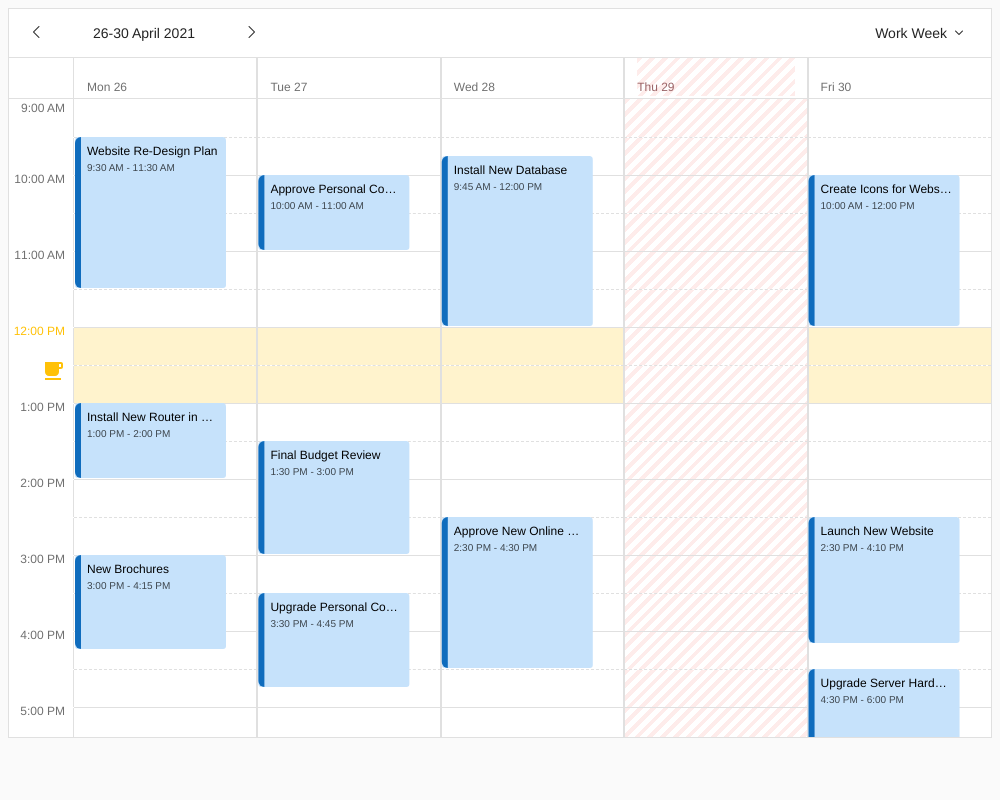 26-30 April 2021
Work Week
Mon 26
Tue 27
Wed 28
Thu 29
Fri 30
9:00 AM
10:00 AM
11:00 AM
12:00 PM
1:00 PM
2:00 PM
3:00 PM
4:00 PM
5:00 PM
Website Re-Design Plan
9:30 AM - 11:30 AM
Install New Router in ...
1:00 PM - 2:00 PM
New Brochures
3:00 PM - 4:15 PM
Approve Personal Co...
10:00 AM - 11:00 AM
Final Budget Review
1:30 PM - 3:00 PM
Upgrade Personal Co...
3:30 PM - 4:45 PM
Install New Database
9:45 AM - 12:00 PM
Approve New Online ...
2:30 PM - 4:30 PM
Create Icons for Webs...
10:00 AM - 12:00 PM
Launch New Website
2:30 PM - 4:10 PM
Upgrade Server Hard...
4:30 PM - 6:00 PM